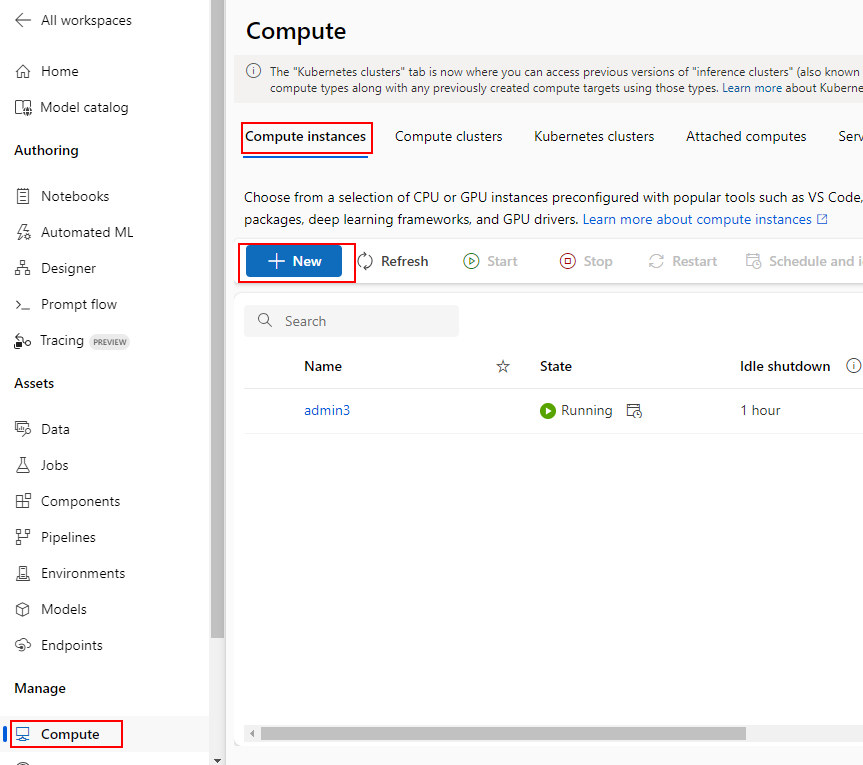 All workspaces
Home
Model catalog
Authoring
Notebooks
Automated ML
Designer
Prompt flow
Tracing PREVIEW
Assets
Data
Jobs
Components
Pipelines
Environments
Models
Endpoints
Manage
Compute
Compute
The "Kubernetes clusters" tab is now where you can access previous versions of "inference clusters" (also known
compute types along with any previously created compute targets using those types. Learn more about Kuberne
Compute instances Compute clusters Kubernetes clusters Attached computes Serv
Choose from a selection of CPU or GPU instances preconfigured with popular tools such as VS Code,
packages, deep learning frameworks, and GPU drivers. Learn more about compute instances
New Refresh Start Stop Restart Schedule and i
Search
Name State Idle shutdown
admin3 Running 1 hour